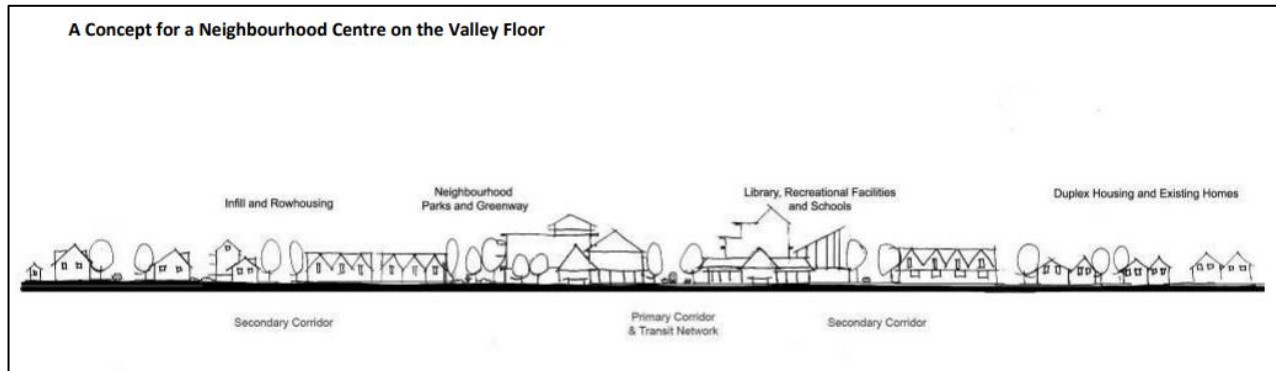 A Concept for a Neighbourhood Centre on the Valley Floor
Infill and Rowhousing
Neighbourhood
Parks and Greenway
Library, Recreational Facilities
and Schools
Duplex Housing and Existing Homes
Secondary Corridor
Primary Corridor
& Transit Network
Secondary Corridor